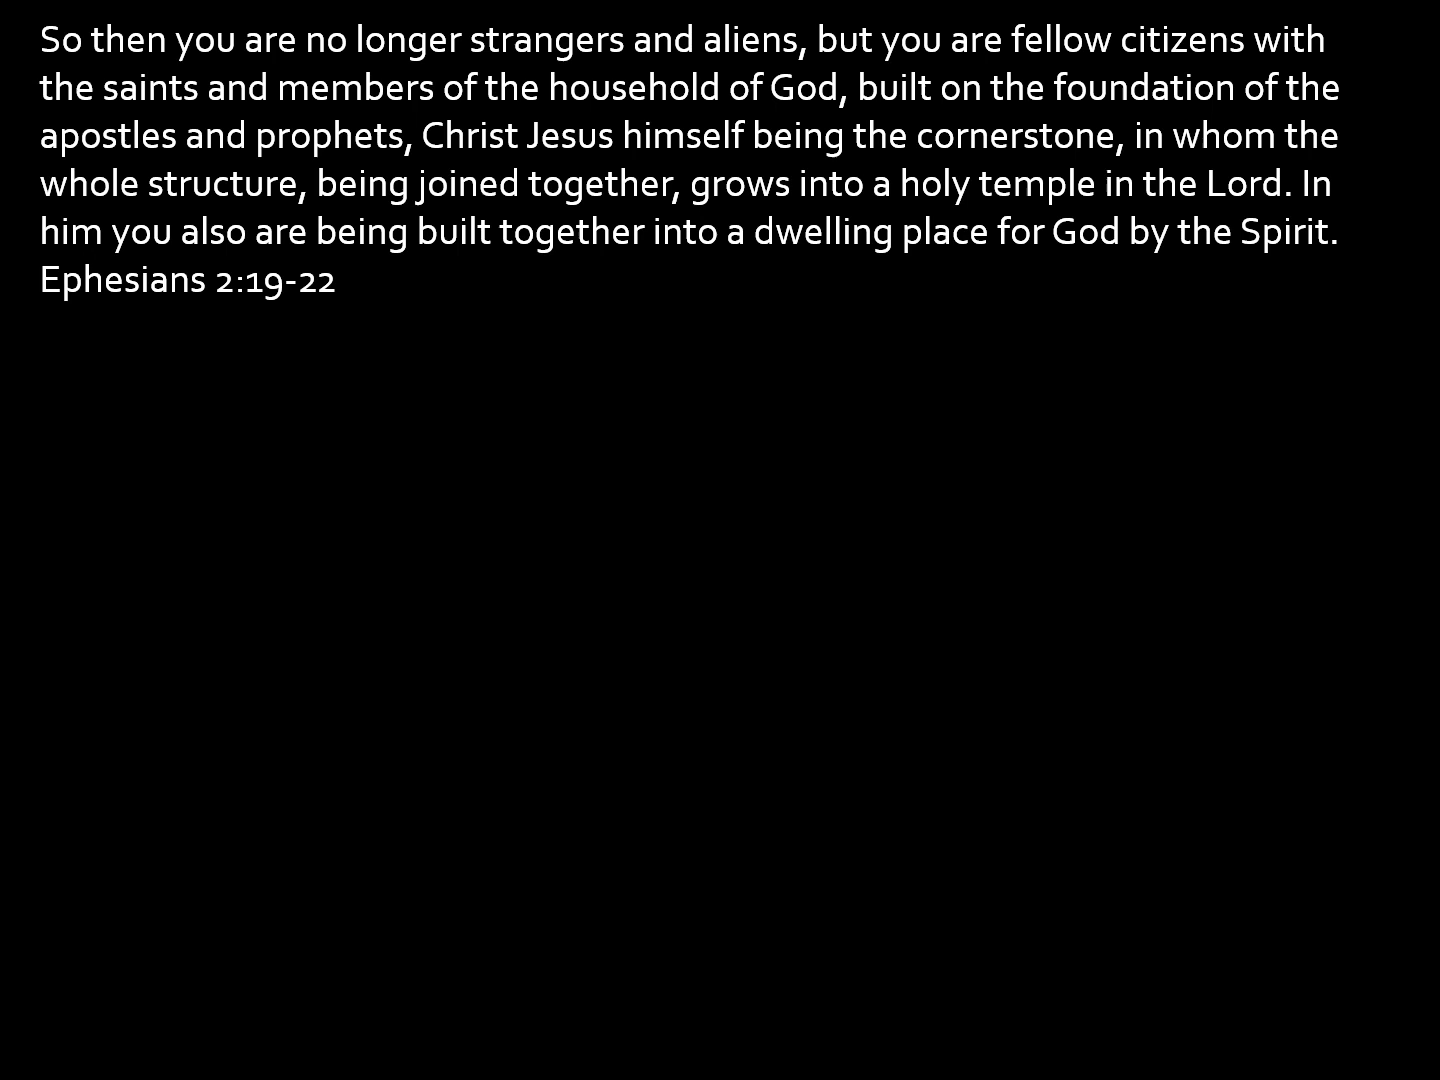 So then you are no longer strangers and aliens, but you are fellow citizens with
the saints and members of the household of God, built on the foundation of the
apostles and prophets, Christ Jesus himself being the cornerstone, in whom the
whole structure, being joined together, grows into a holy temple in the Lord. In
him you also are being built together into a dwelling place for God by the Spirit.
Ephesians 2:19-22